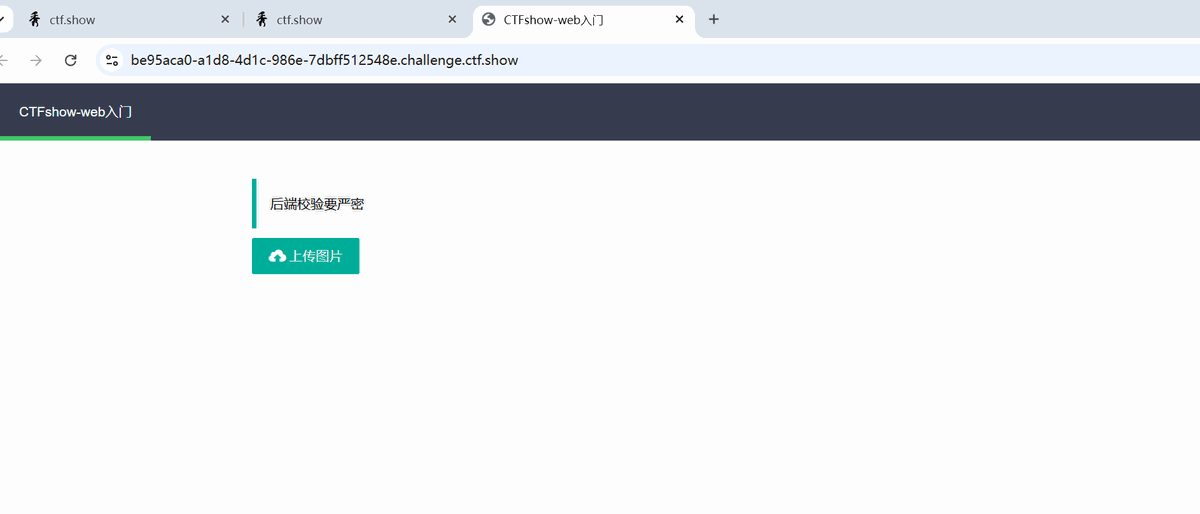 ctf.show
ctf.show
CTFshow-web入门
be95aca0-a1d8-4d1c-986e-7dbff512548e.challenge.ctf.show
CTFshow-web入门
后端校验要严密
上传图片